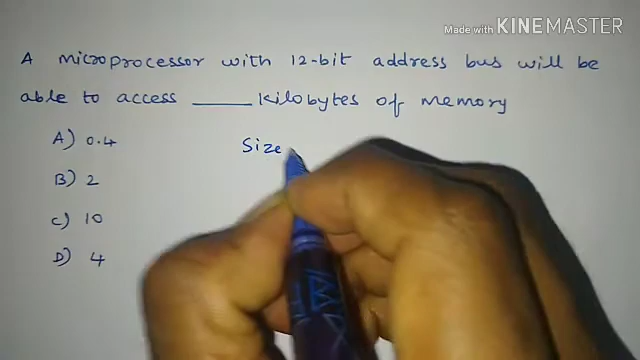 Made with KINEMASTER
A microprocessor with 12-bit address bus will be
able to access ____ kilobytes of memory
A) 0.4
B) 2
C) 10
D) 4
Size